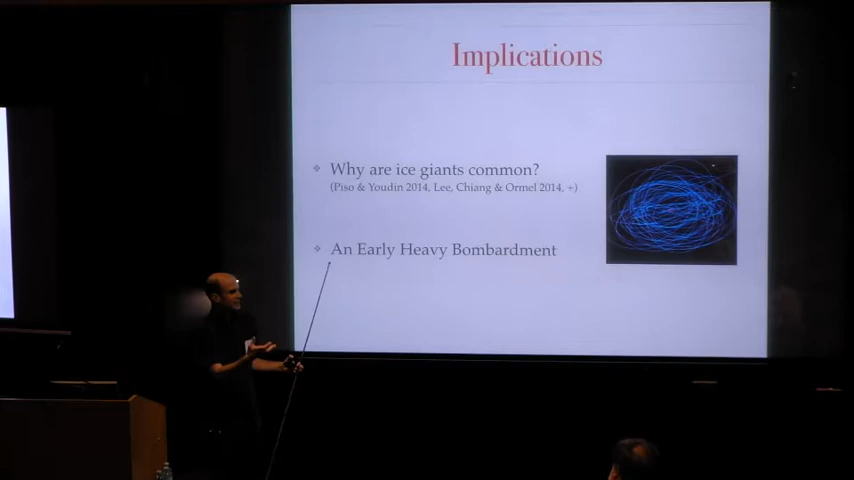 Implications
Why are ice giants common?
(Piso & Youdin 2014, Lee, Chiang & Ormel 2014, +)
An Early Heavy Bombardment